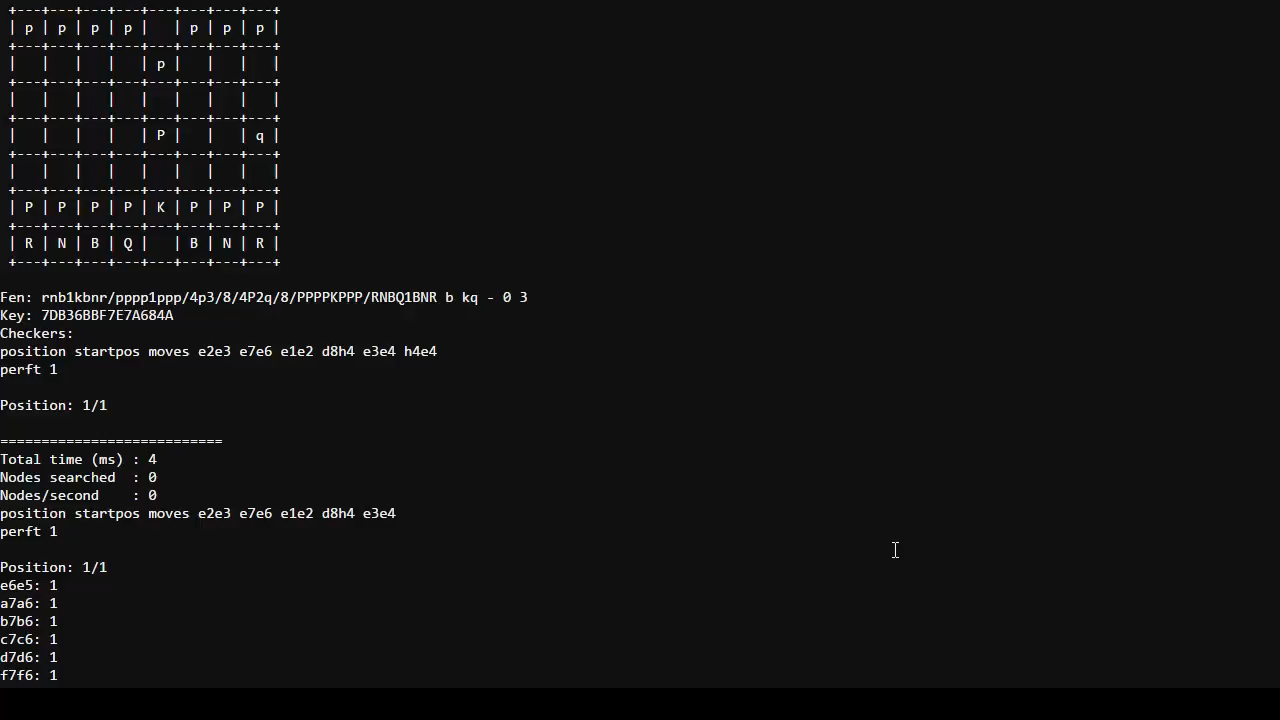 +---+---+---+---+---+---+---+---+
| p | p | p | p |   | p | p | p |
+---+---+---+---+---+---+---+---+
|   |   |   |   | p |   |   |   |
+---+---+---+---+---+---+---+---+
|   |   |   |   |   |   |   |   |
+---+---+---+---+---+---+---+---+
|   |   |   |   | P |   |   | q |
+---+---+---+---+---+---+---+---+
|   |   |   |   |   |   |   |   |
+---+---+---+---+---+---+---+---+
| P | P | P | P | K | P | P | P |
+---+---+---+---+---+---+---+---+
| R | N | B | Q |   | B | N | R |
+---+---+---+---+---+---+---+---+
Fen: rnb1kbnr/pppp1ppp/4p3/8/4P2q/8/PPPPKPPP/RNBQ1BNR b kq - 0 3
Key: 7DB36BBF7E7A684A
Checkers:
position startpos moves e2e3 e7e6 e1e2 d8h4 e3e4 h4e4
perft 1
Position: 1/1
===========================
Total time (ms) : 4
Nodes searched  : 0
Nodes/second    : 0
position startpos moves e2e3 e7e6 e1e2 d8h4 e3e4
perft 1
Position: 1/1
e6e5: 1
a7a6: 1
b7b6: 1
c7c6: 1
d7d6: 1
f7f6: 1